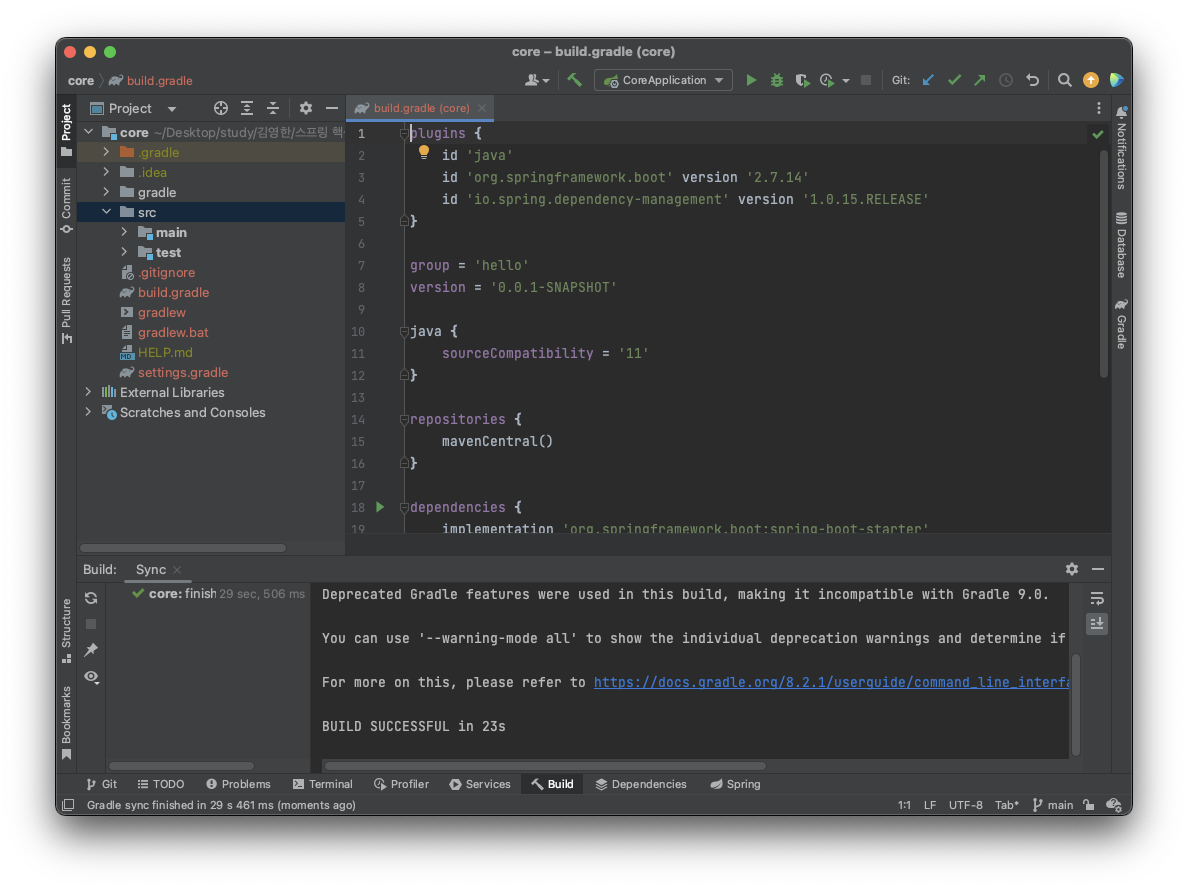 core – build.gradle (core)
core build.gradle
CoreApplication
Git:
Project
build.gradle (core)
Project
Commit
Pull Requests
Structure
Bookmarks
core ~/Desktop/study/김영한/스프링 핵
.gradle
.idea
gradle
src
main
test
.gitignore
build.gradle
gradlew
gradlew.bat
HELP.md
settings.gradle
External Libraries
Scratches and Consoles
1 plugins {
2 id 'java'
3 id 'org.springframework.boot' version '2.7.14'
4 id 'io.spring.dependency-management' version '1.0.15.RELEASE'
5 }
6
7 group = 'hello'
8 version = '0.0.1-SNAPSHOT'
9
10 java {
11 sourceCompatibility = '11'
12 }
13
14 repositories {
15 mavenCentral()
16 }
17
18 dependencies {
19 implementation 'org.springframework.boot:spring-boot-starter'
Notifications
Database
Gradle
Build: Sync
core: finish 29 sec, 506 ms
Deprecated Gradle features were used in this build, making it incompatible with Gradle 9.0.
You can use '--warning-mode all' to show the individual deprecation warnings and determine if
For more on this, please refer to https://docs.gradle.org/8.2.1/userguide/command_line_interfa
BUILD SUCCESSFUL in 23s
Git TODO Problems Terminal Profiler Services Build Dependencies Spring
Gradle sync finished in 29 s 461 ms (moments ago) 1:1 LF UTF-8 Tab* main